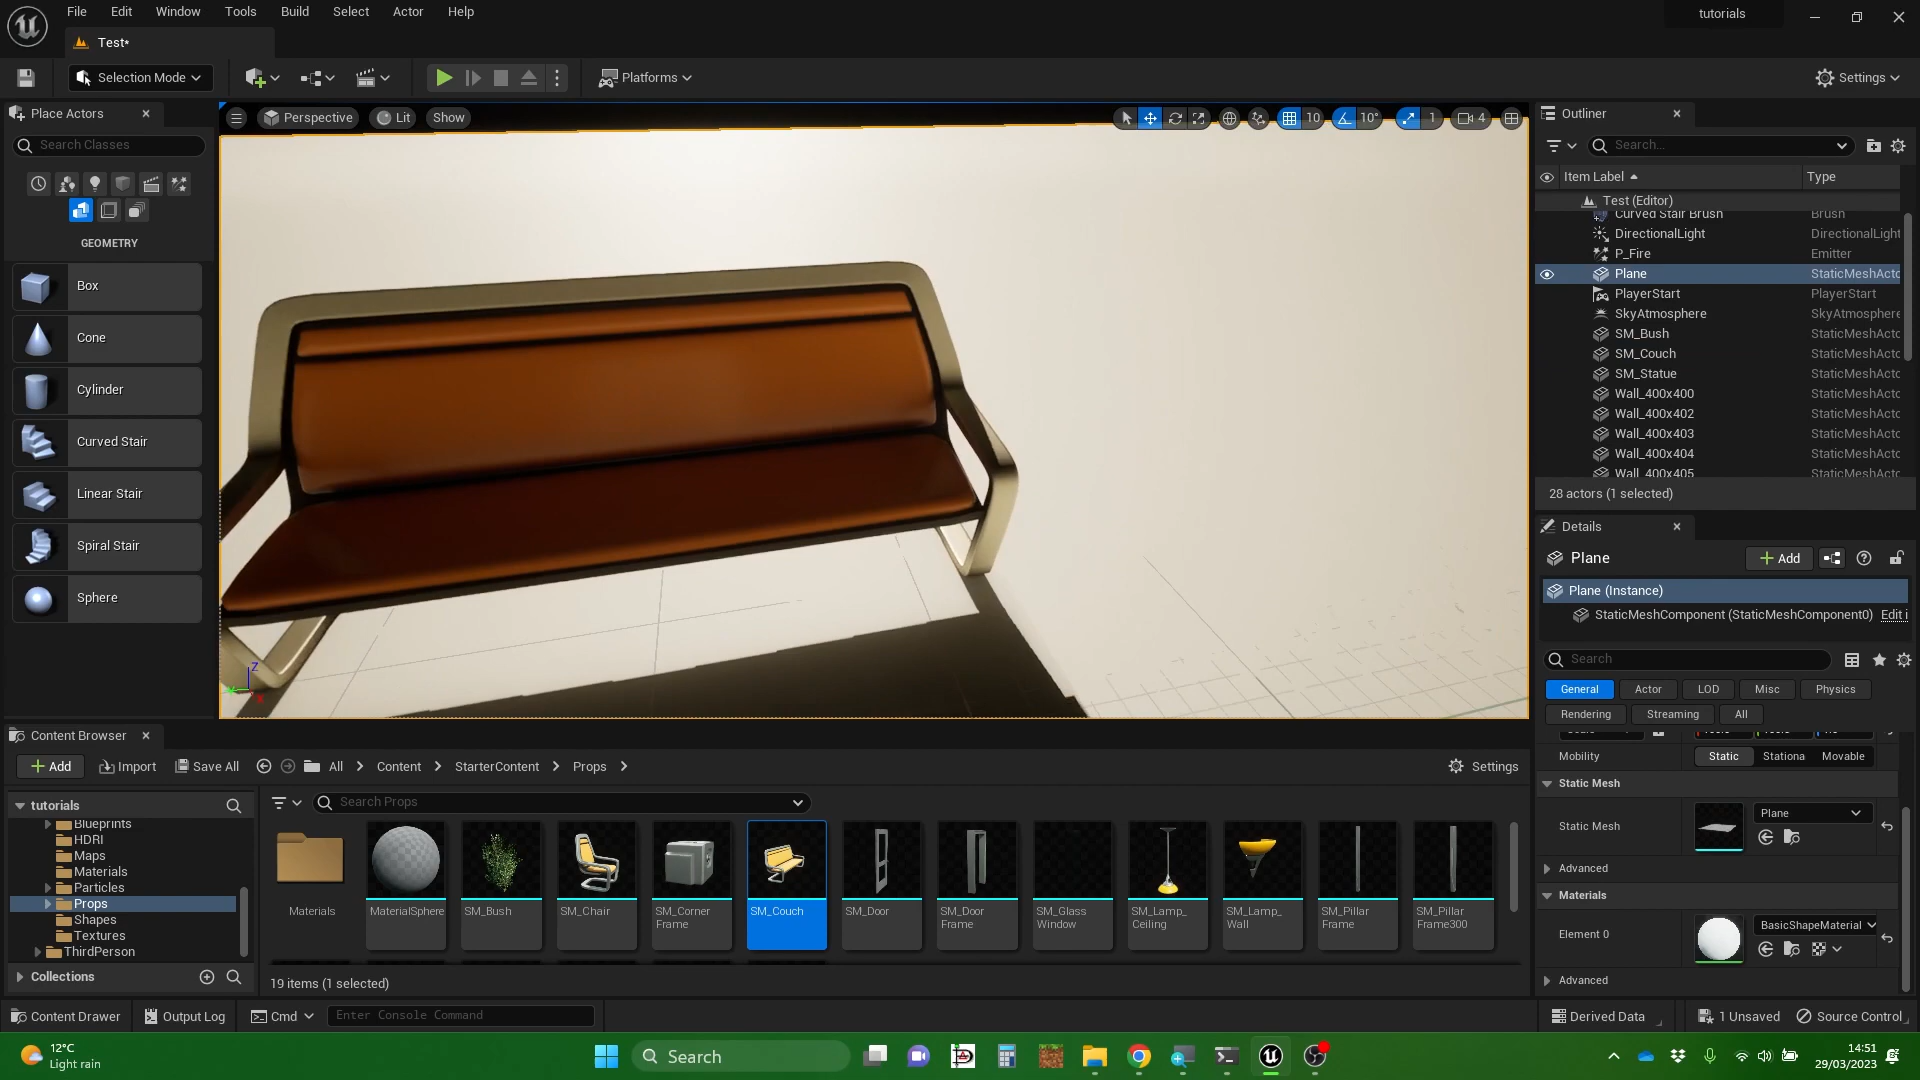 File Edit Window Tools Build Select Actor Help
tutorials
Test*
Selection Mode
Platforms
Settings
Place Actors
Search Classes
GEOMETRY
Box
Cone
Cylinder
Curved Stair
Linear Stair
Spiral Stair
Sphere
Perspective Lit Show
10 10° 1 4
Z
Outliner
Search...
Item Label Type
Test (Editor)
Curved Stair Brush Brush
DirectionalLight DirectionalLight
P_Fire Emitter
Plane StaticMeshActo
PlayerStart PlayerStart
SkyAtmosphere SkyAtmosphere
SM_Bush StaticMeshActo
SM_Couch StaticMeshActo
SM_Statue StaticMeshActo
Wall_400x400 StaticMeshActo
Wall_400x402 StaticMeshActo
Wall_400x403 StaticMeshActo
Wall_400x404 StaticMeshActo
Wall_400x405 StaticMeshActo
28 actors (1 selected)
Details
Plane
Add
Plane (Instance)
StaticMeshComponent (StaticMeshComponent0) Edit i
Search
General Actor LOD Misc Physics
Rendering Streaming All
Mobility Static Stationa Movable
Static Mesh
Static Mesh Plane
Advanced
Materials
Element 0 BasicShapeMaterial
Advanced
Content Browser
Add Import Save All All Content StarterContent Props Settings
tutorials
Blueprints
HDRI
Maps
Materials
Particles
Props
Shapes
Textures
ThirdPerson
Collections
Search Props
Materials
MaterialSphere
SM_Bush
SM_Chair
SM_Corner
Frame
SM_Couch
SM_Door
SM_Door
Frame
SM_Glass
Window
SM_Lamp_
Ceiling
SM_Lamp_
Wall
SM_Pillar
Frame
SM_Pillar
Frame300
19 items (1 selected)
Content Drawer Output Log Cmd Enter Console Command Derived Data 1 Unsaved Source Control
12°C
Light rain
Search
14:51
29/03/2023